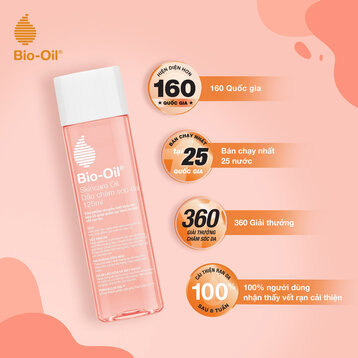 Bio-Oil®
HIỆN DIỆN HƠN
160
QUỐC GIA
160 Quốc gia
BÁN CHẠY NHẤT
TẠI 25
QUỐC GIA
Bán chạy nhất
25 nước
360
GIẢI THƯỞNG
CHĂM SÓC DA
360 Giải thưởng
CẢI THIỆN RẠN DA
100%
SAU 8 TUẦN
100% người dùng
nhận thấy vết rạn cải thiện
Bio-Oil®
Skincare Oil
Dầu chăm sóc da
125ml